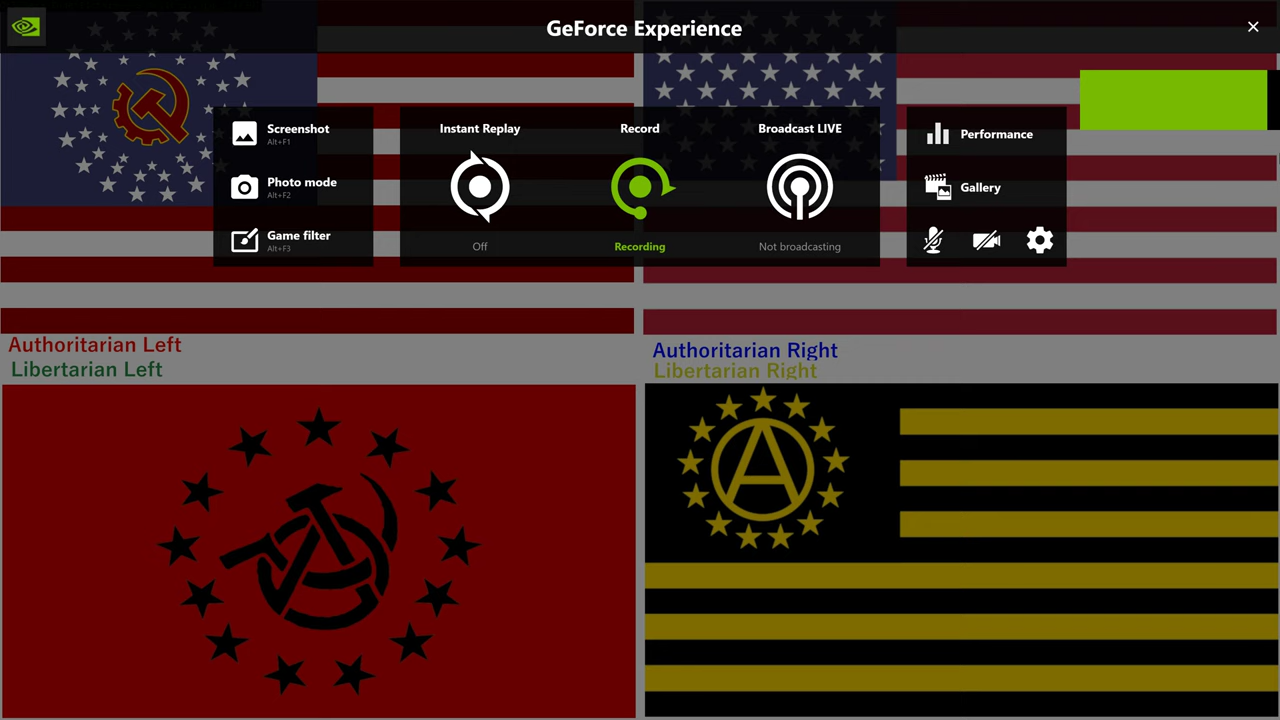 GeForce Experience
Screenshot
Alt+F1
Photo mode
Alt+F2
Game filter
Alt+F3
Instant Replay
Off
Record
Recording
Broadcast LIVE
Not broadcasting
Performance
Gallery
Authoritarian Left
Libertarian Left
Authoritarian Right
Libertarian Right